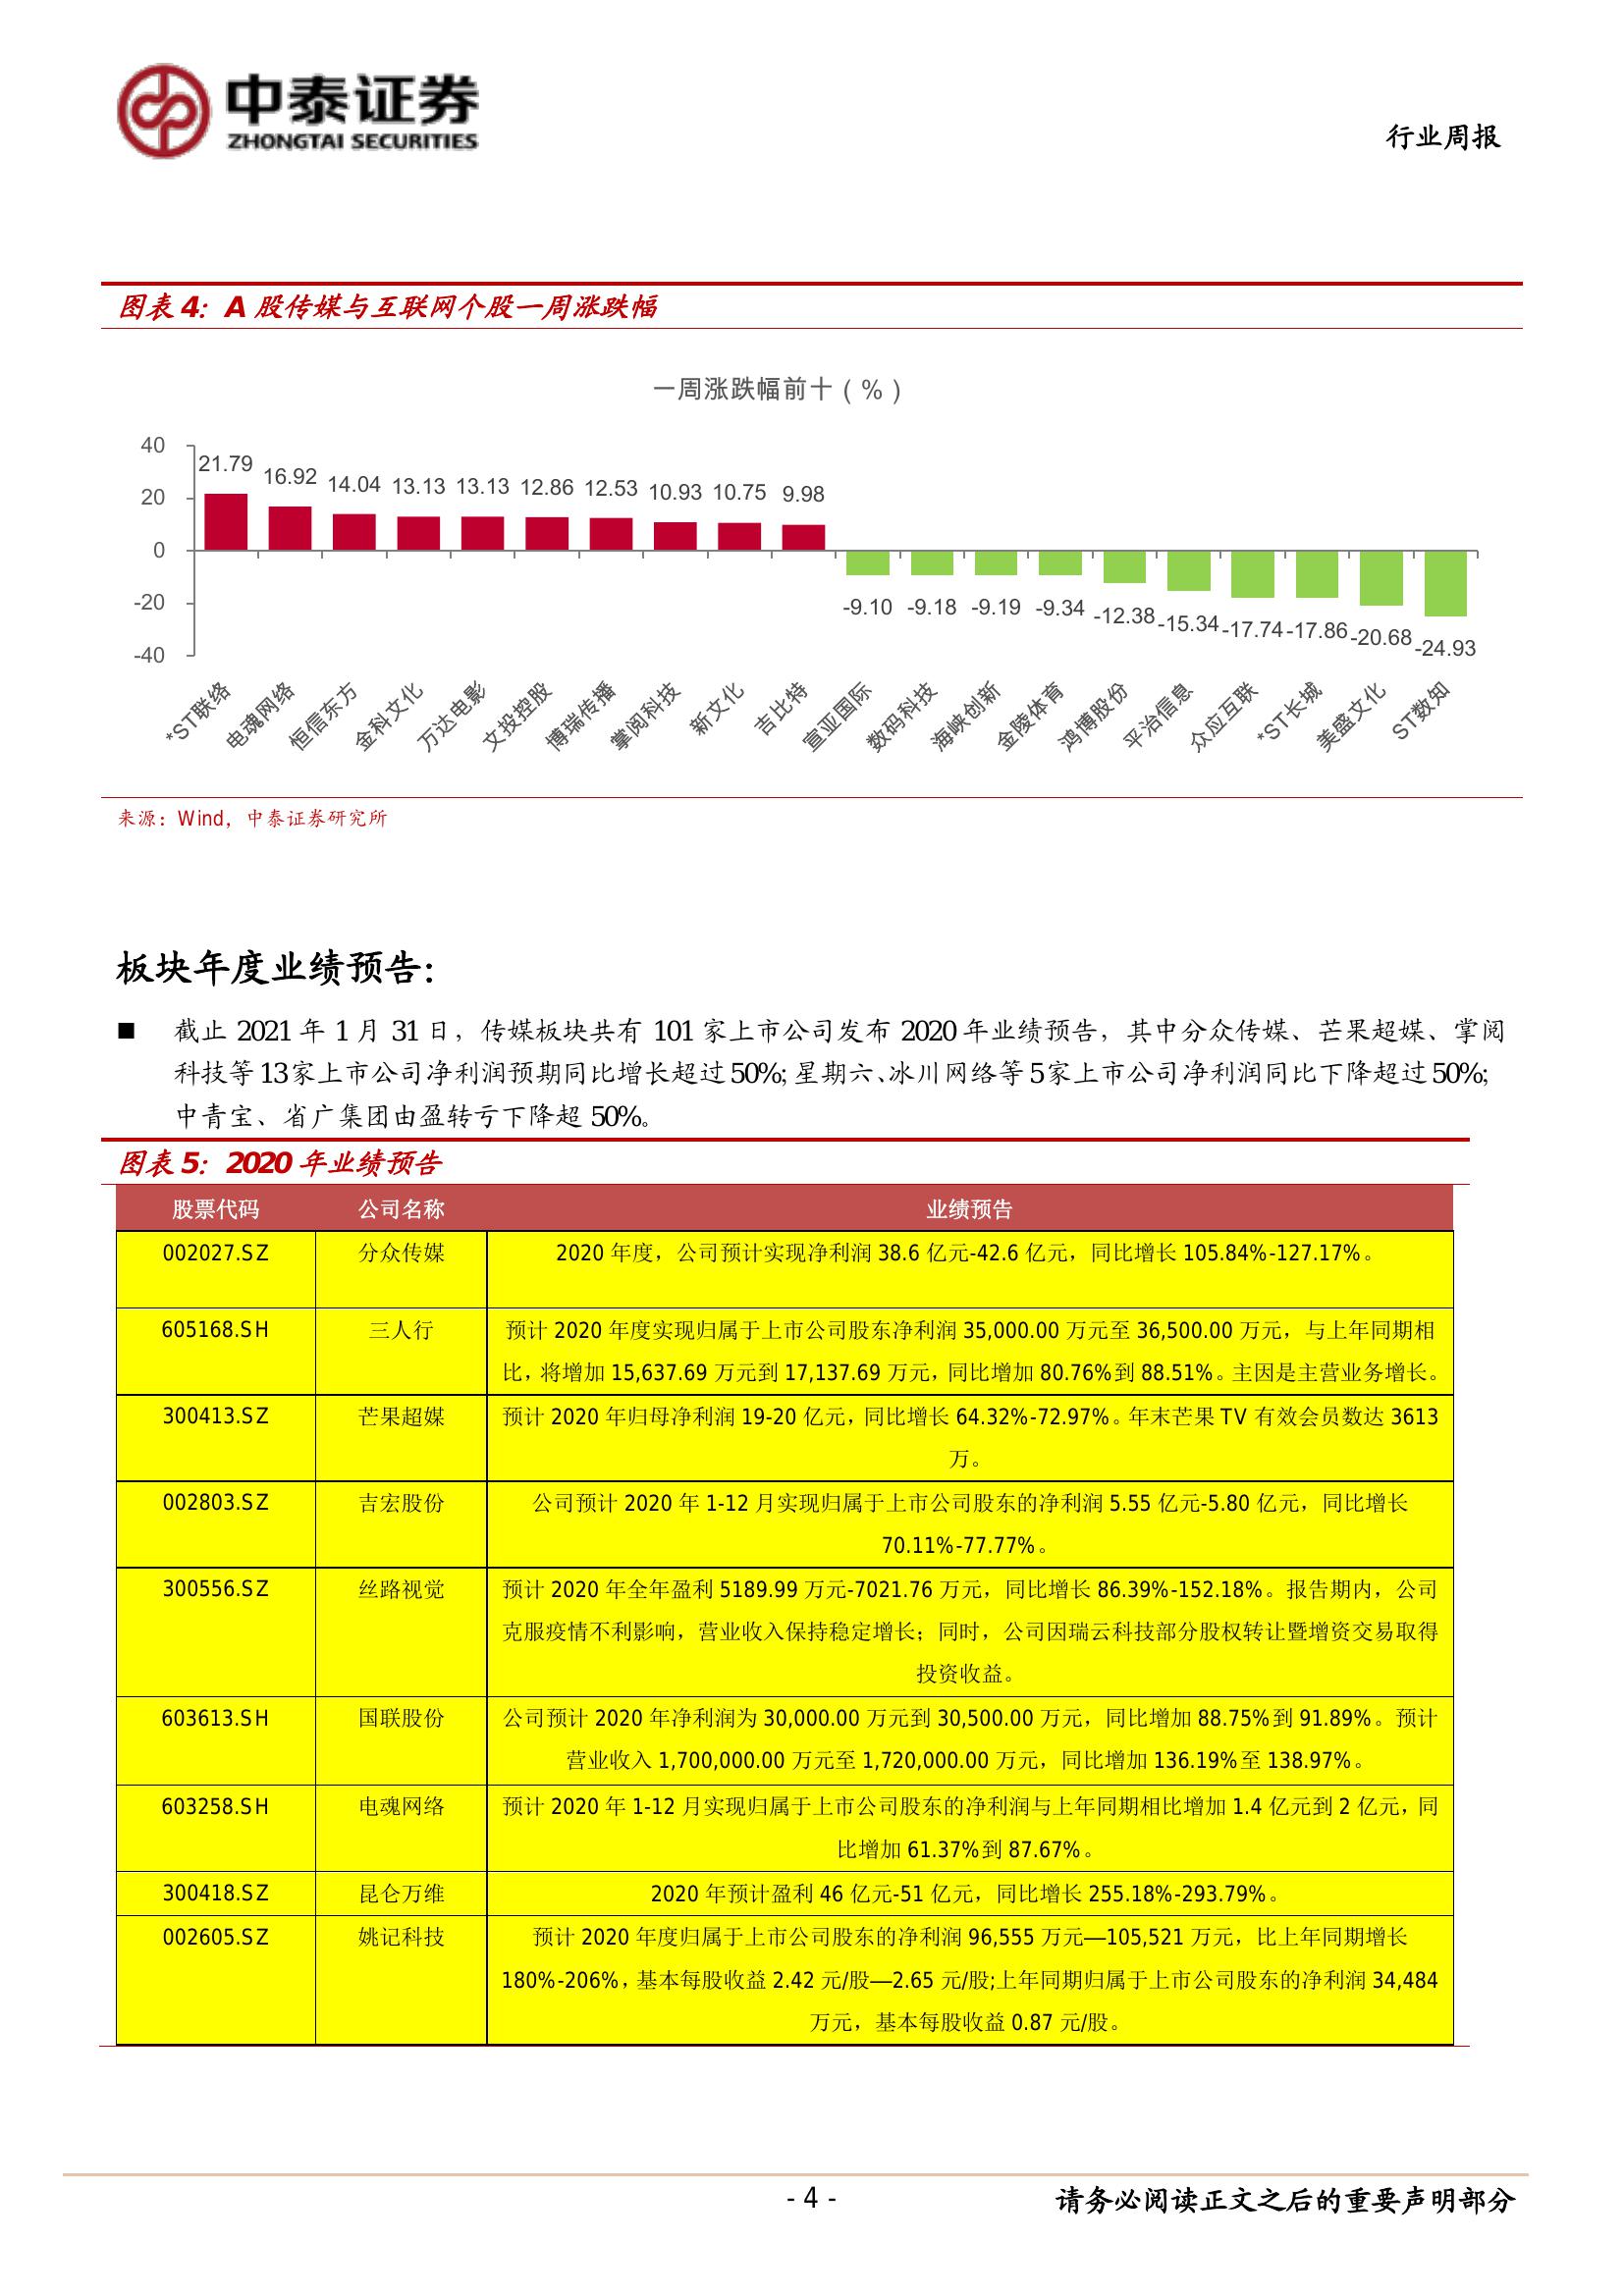 中泰证券
ZHONGTAI SECURITIES
行业周报
图表 4：A 股传媒与互联网个股一周涨跌幅
一周涨跌幅前十（%）
40
20
0
-20
-40
21.79 16.92 14.04 13.13 13.13 12.86 12.53 10.93 10.75 9.98
-9.10 -9.18 -9.19 -9.34 -12.38 -15.34 -17.74 -17.86 -20.68 -24.93
*ST联络
电魂网络
恒信东方
金科文化
万达电影
文投控股
博瑞传播
掌阅科技
新文化
吉比特
宣亚国际
数码科技
海峡创新
金陵体育
鸿博股份
平治信息
众应互联
*ST长城
美盛文化
ST数知
来源：Wind，中泰证券研究所
板块年度业绩预告：
■ 截止 2021 年 1 月 31 日，传媒板块共有 101 家上市公司发布 2020 年业绩预告，其中分众传媒、芒果超媒、掌阅
科技等 13 家上市公司净利润预期同比增长超过 50%；星期六、冰川网络等 5 家上市公司净利润同比下降超过 50%；
中青宝、省广集团由盈转亏下降超 50%。
图表 5：2020 年业绩预告
股票代码 公司名称 业绩预告
002027.SZ 分众传媒 2020 年度，公司预计实现净利润 38.6 亿元-42.6 亿元，同比增长 105.84%-127.17%。
605168.SH 三人行 预计 2020 年度实现归属于上市公司股东净利润 35,000.00 万元至 36,500.00 万元，与上年同期相
比，将增加 15,637.69 万元到 17,137.69 万元，同比增加 80.76%到 88.51%。主因是主营业务增长。
300413.SZ 芒果超媒 预计 2020 年归母净利润 19-20 亿元，同比增长 64.32%-72.97%。年末芒果 TV 有效会员数达 3613
万。
002803.SZ 吉宏股份 公司预计 2020 年 1-12 月实现归属于上市公司股东的净利润 5.55 亿元-5.80 亿元，同比增长
70.11%-77.77%。
300556.SZ 丝路视觉 预计 2020 年全年盈利 5189.99 万元-7021.76 万元，同比增长 86.39%-152.18%。报告期内，公司
克服疫情不利影响，营业收入保持稳定增长；同时，公司因瑞云科技部分股权转让暨增资交易取得
投资收益。
603613.SH 国联股份 公司预计 2020 年净利润为 30,000.00 万元到 30,500.00 万元，同比增加 88.75%到 91.89%。预计
营业收入 1,700,000.00 万元至 1,720,000.00 万元，同比增加 136.19%至 138.97%。
603258.SH 电魂网络 预计 2020 年 1-12 月实现归属于上市公司股东的净利润与上年同期相比增加 1.4 亿元到 2 亿元，同
比增加 61.37%到 87.67%。
300418.SZ 昆仑万维 2020 年预计盈利 46 亿元-51 亿元，同比增长 255.18%-293.79%。
002605.SZ 姚记科技 预计 2020 年度归属于上市公司股东的净利润 96,555 万元—105,521 万元，比上年同期增长
180%-206%，基本每股收益 2.42 元/股—2.65 元/股;上年同期归属于上市公司股东的净利润 34,484
万元，基本每股收益 0.87 元/股。
- 4 -
请务必阅读正文之后的重要声明部分